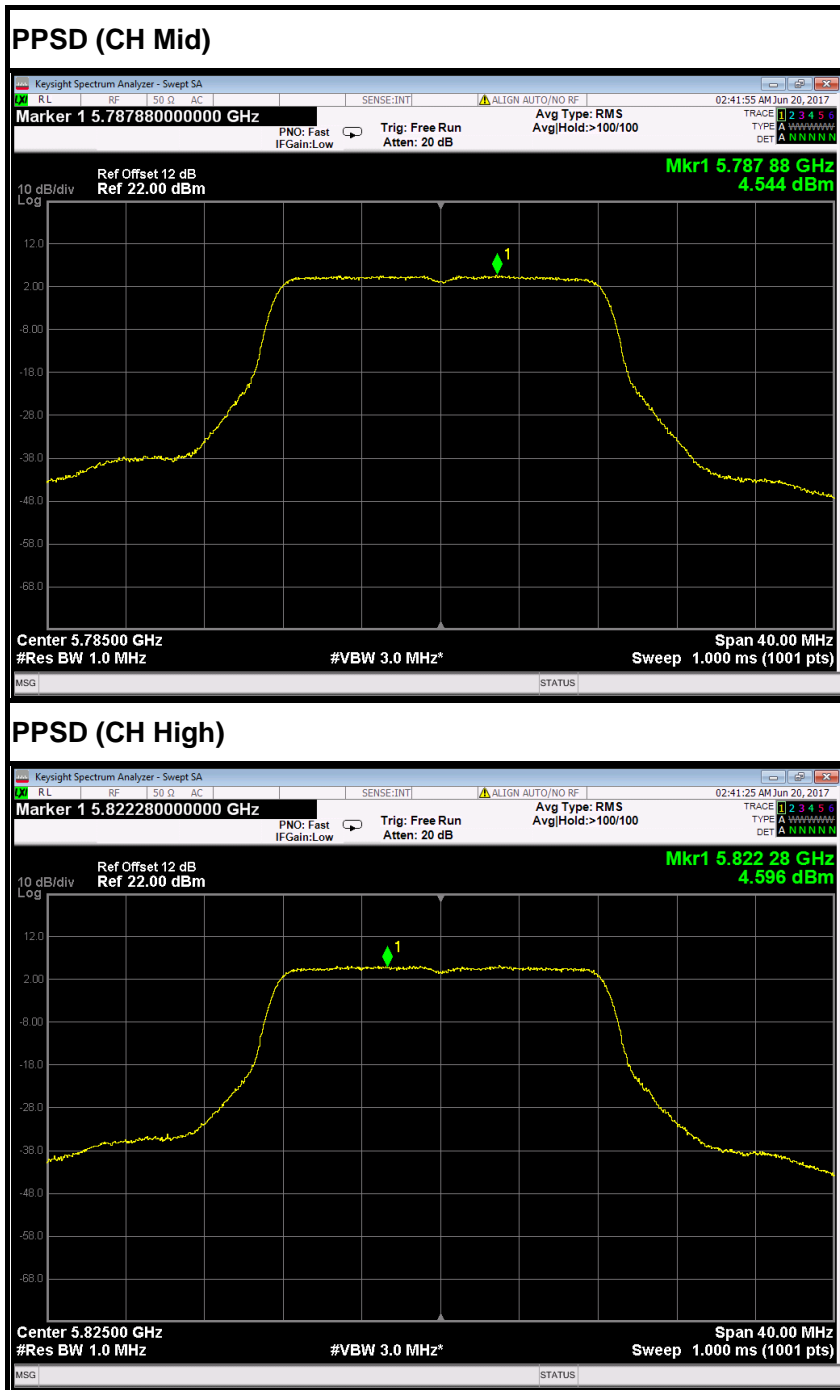 PPSD (CH Mid)
Keysight Spectrum Analyzer - Swept SA
LXI RL RF 50 Ω AC SENSE:INT ALIGN AUTO/NO RF 02:41:55 AM Jun 20, 2017
Marker 1 5.787880000000 GHz
PNO: Fast
IFGain:Low
Trig: Free Run
Atten: 20 dB
Avg Type: RMS
Avg|Hold:>100/100
TRACE 1 2 3 4 5 6
TYPE A WWWWW
DET A N N N N N
Mkr1 5.787 88 GHz
4.544 dBm
Ref Offset 12 dB
10 dB/div Ref 22.00 dBm
Log
1
12.0
2.00
-8.00
-18.0
-28.0
-38.0
-48.0
-58.0
-68.0
Center 5.78500 GHz Span 40.00 MHz
#Res BW 1.0 MHz #VBW 3.0 MHz* Sweep 1.000 ms (1001 pts)
MSG STATUS
PPSD (CH High)
Keysight Spectrum Analyzer - Swept SA
LXI RL RF 50 Ω AC SENSE:INT ALIGN AUTO/NO RF 02:41:25 AM Jun 20, 2017
Marker 1 5.822280000000 GHz
PNO: Fast
IFGain:Low
Trig: Free Run
Atten: 20 dB
Avg Type: RMS
Avg|Hold:>100/100
TRACE 1 2 3 4 5 6
TYPE A WWWWW
DET A N N N N N
Mkr1 5.822 28 GHz
4.596 dBm
Ref Offset 12 dB
10 dB/div Ref 22.00 dBm
Log
1
12.0
2.00
-8.00
-18.0
-28.0
-38.0
-48.0
-58.0
-68.0
Center 5.82500 GHz Span 40.00 MHz
#Res BW 1.0 MHz #VBW 3.0 MHz* Sweep 1.000 ms (1001 pts)
MSG STATUS